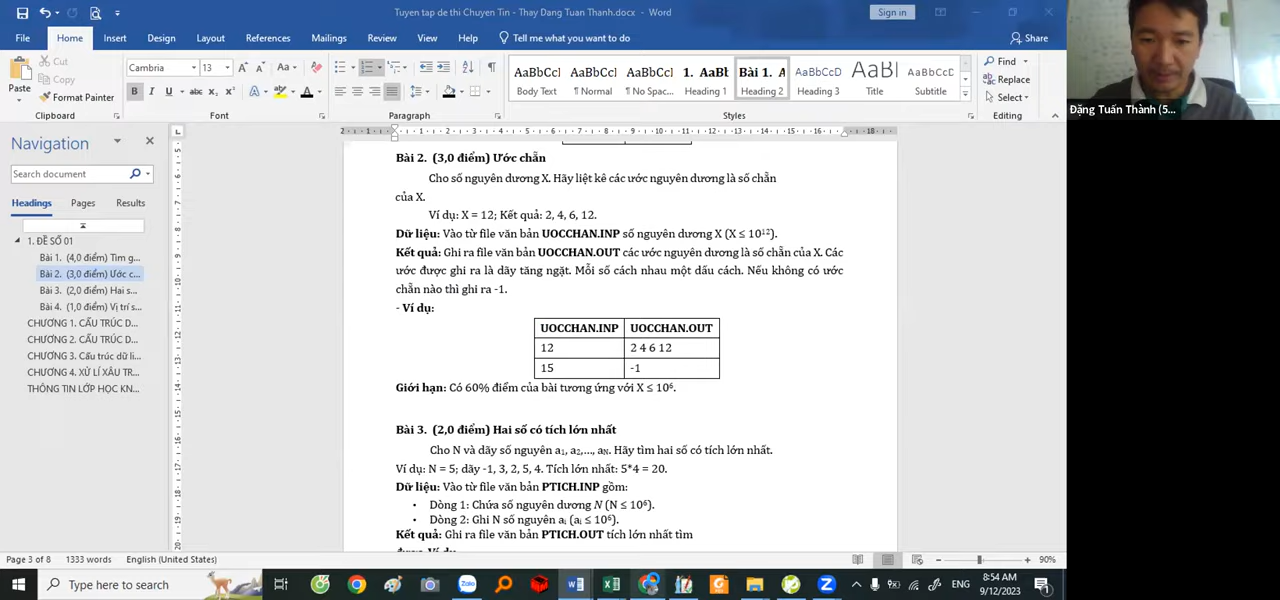 Tuyen tap de thi Chuyen Tin - Thay Dang Tuan Thanh.docx - Word
Sign in
File Home Insert Design Layout References Mailings Review View Help Tell me what you want to do
Share
Paste
Cut
Copy
Format Painter
Clipboard
Cambria 13
Font
Paragraph
AaBbCcI AaBbCcI AaBbCcI 1. AaBt Bài 1. A AaBbCcD AaBl AaBbCcD
Body Text ¶ Normal ¶ No Spac... Heading 1 Heading 2 Heading 3 Title Subtitle
Styles
Find
Replace
Select
Editing
Đặng Tuấn Thành (5...
Navigation
Search document
Headings Pages Results
1. ĐỀ SỐ 01
Bài 1. (4,0 điểm) Tìm g...
Bài 2. (3,0 điểm) Ước c...
Bài 3. (2,0 điểm) Hai s...
Bài 4. (1,0 điểm) Vị trí s...
CHƯƠNG 1. CẤU TRÚC D...
CHƯƠNG 2. CẤU TRÚC D...
CHƯƠNG 3. Cấu trúc dữ li...
CHƯƠNG 4. XỬ LÍ XÂU TR...
THÔNG TIN LỚP HỌC KN...
Bài 2. (3,0 điểm) Ước chẵn
Cho số nguyên dương X. Hãy liệt kê các ước nguyên dương là số chẵn
của X.
Ví dụ: X = 12; Kết quả: 2, 4, 6, 12.
Dữ liệu: Vào từ file văn bản UOCCHAN.INP số nguyên dương X (X ≤ 10¹²).
Kết quả: Ghi ra file văn bản UOCCHAN.OUT các ước nguyên dương là số chẵn của X. Các
ước được ghi ra là dãy tăng ngặt. Mỗi số cách nhau một dấu cách. Nếu không có ước
chẵn nào thì ghi ra -1.
- Ví dụ:
UOCCHAN.INP UOCCHAN.OUT
12 2 4 6 12
15 -1
Giới hạn: Có 60% điểm của bài tương ứng với X ≤ 10⁶.
Bài 3. (2,0 điểm) Hai số có tích lớn nhất
Cho N và dãy số nguyên a₁, a₂,..., aN. Hãy tìm hai số có tích lớn nhất.
Ví dụ: N = 5; dãy -1, 3, 2, 5, 4. Tích lớn nhất: 5*4 = 20.
Dữ liệu: Vào từ file văn bản PTICH.INP gồm:
• Dòng 1: Chứa số nguyên dương N (N ≤ 10⁶).
• Dòng 2: Ghi N số nguyên aᵢ (aᵢ ≤ 10⁶).
Kết quả: Ghi ra file văn bản PTICH.OUT tích lớn nhất tìm
được. Ví dụ
Page 3 of 8 1333 words English (United States)
90%
Type here to search
ENG
8:54 AM
9/12/2023